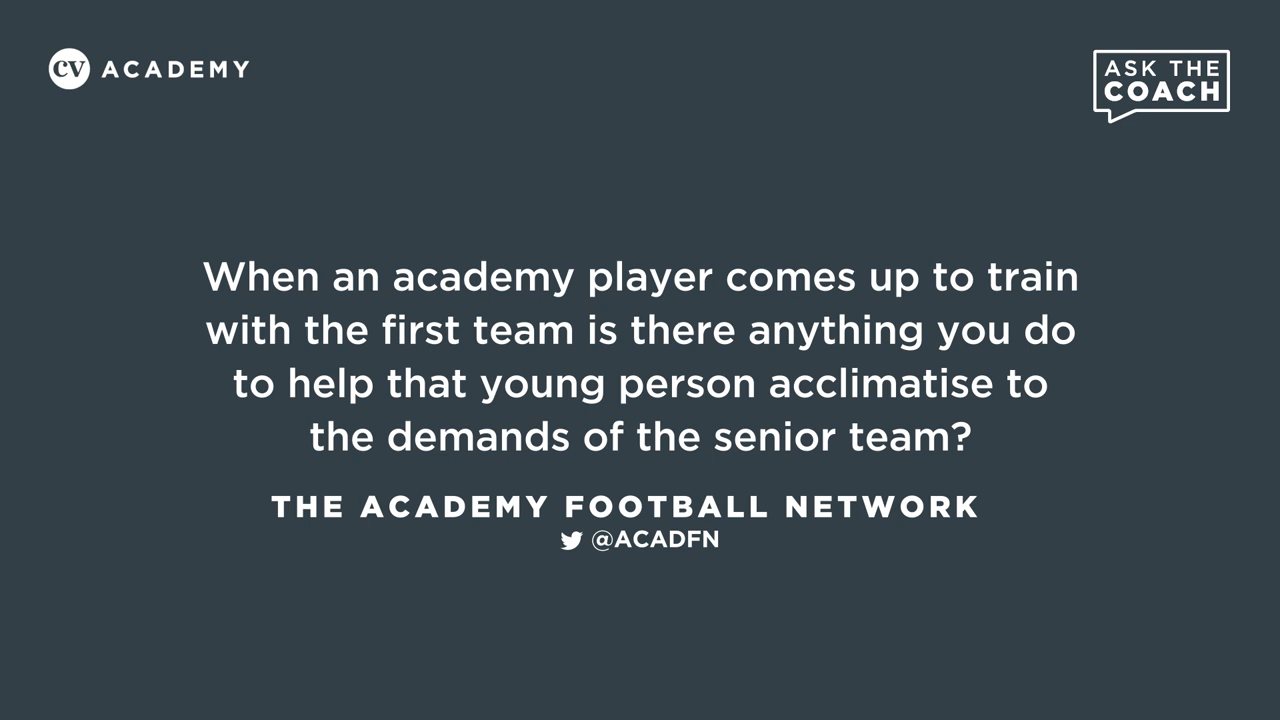 CV ACADEMY
ASK THE
COACH
When an academy player comes up to train
with the first team is there anything you do
to help that young person acclimatise to
the demands of the senior team?
THE ACADEMY FOOTBALL NETWORK
@ACADFN